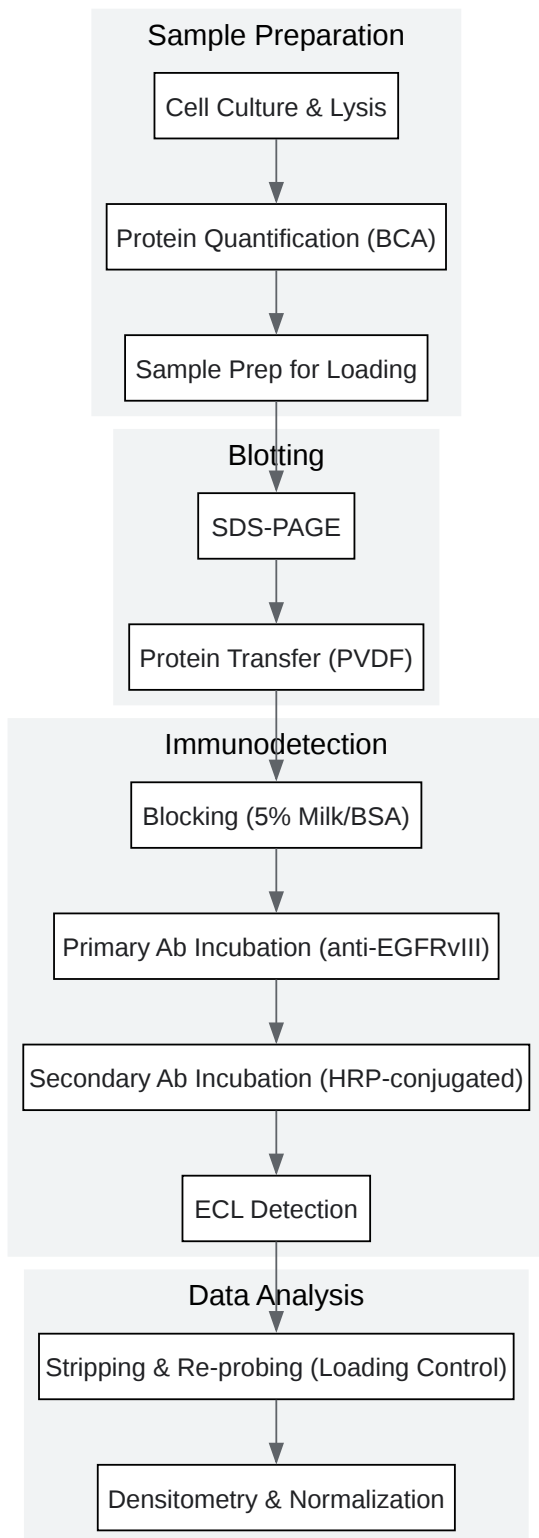 Sample Preparation
Cell Culture & Lysis
Protein Quantification (BCA)
Sample Prep for Loading
Blotting
SDS-PAGE
Protein Transfer (PVDF)
Immunodetection
Blocking (5% Milk/BSA)
Primary Ab Incubation (anti-EGFRvIII)
Secondary Ab Incubation (HRP-conjugated)
ECL Detection
Data Analysis
Stripping & Re-probing (Loading Control)
Densitometry & Normalization